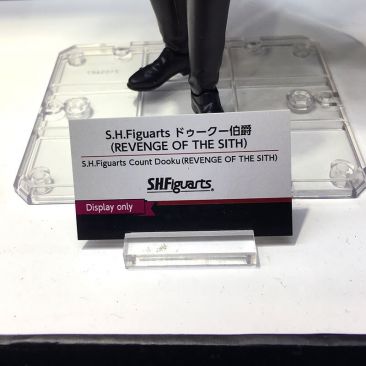 S.H.Figuarts ドゥークー伯爵
(REVENGE OF THE SITH)
S.H.Figuarts Count Dooku(REVENGE OF THE SITH)
S.H.Figuarts®
Display only